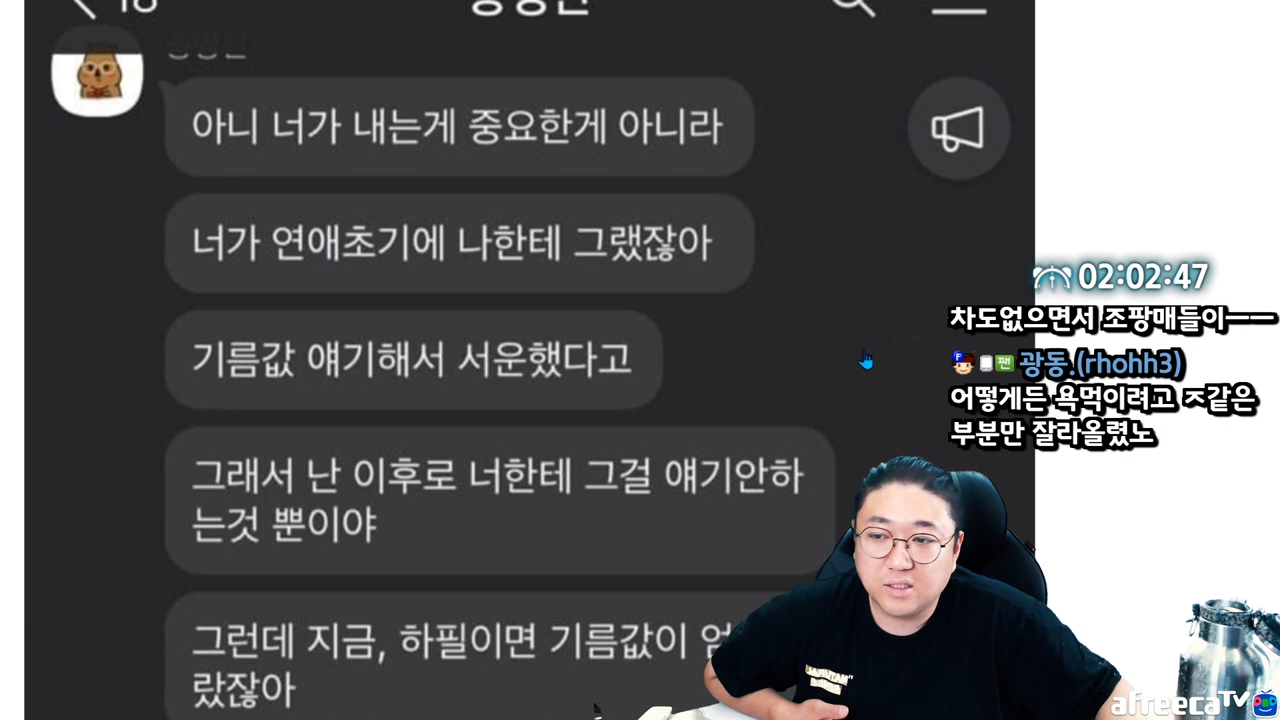 18
아니 너가 내는게 중요한게 아니라
너가 연애초기에 나한테 그랬잖아
기름값 얘기해서 서운했다고
그래서 난 이후로 너한테 그걸 얘기안하
는것 뿐이야
그런데 지금, 하필이면 기름값이
랐잖아
02:02:47
차도없으면서 조팡매들이ㅡㅡ
F 팬 광동.(rhohh3)
어떻게든 욕먹이려고 ㅈ같은
부분만 잘라올렸노
afreecaTV